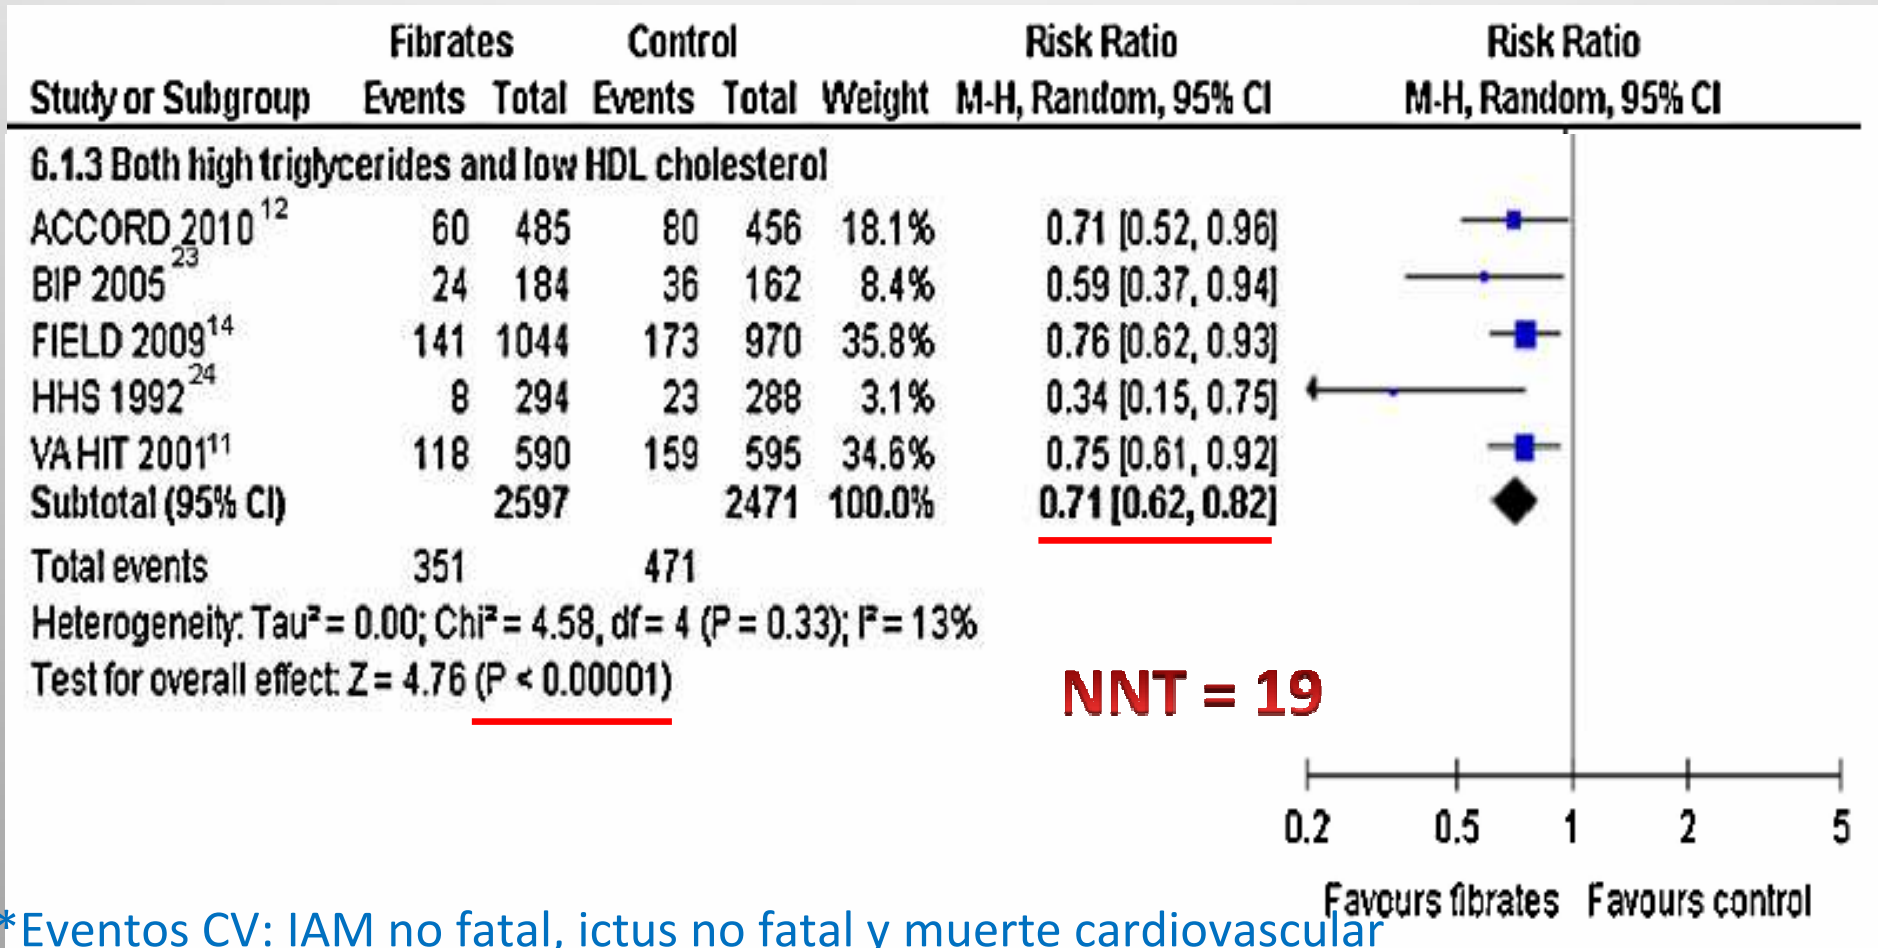 Fibrates Control Risk Ratio Risk Ratio
Study or Subgroup Events Total Events Total Weight M-H, Random, 95% CI M-H, Random, 95% CI
6.1.3 Both high triglycerides and low HDL cholesterol
ACCORD 2010 12 60 485 80 456 18.1% 0.71 [0.52, 0.96]
BIP 2005 23 24 184 36 162 8.4% 0.59 [0.37, 0.94]
FIELD 2009 14 141 1044 173 970 35.8% 0.76 [0.62, 0.93]
HHS 1992 24 8 294 23 288 3.1% 0.34 [0.15, 0.75]
VA HIT 2001 11 118 590 159 595 34.6% 0.75 [0.61, 0.92]
Subtotal (95% CI) 2597 2471 100.0% 0.71 [0.62, 0.82]
Total events 351 471
Heterogeneity: Tau² = 0.00; Chi² = 4.58, df = 4 (P = 0.33); I² = 13%
Test for overall effect: Z = 4.76 (P < 0.00001)
NNT = 19
0.2 0.5 1 2 5
Favours fibrates Favours control
*Eventos CV: IAM no fatal, ictus no fatal y muerte cardiovascular